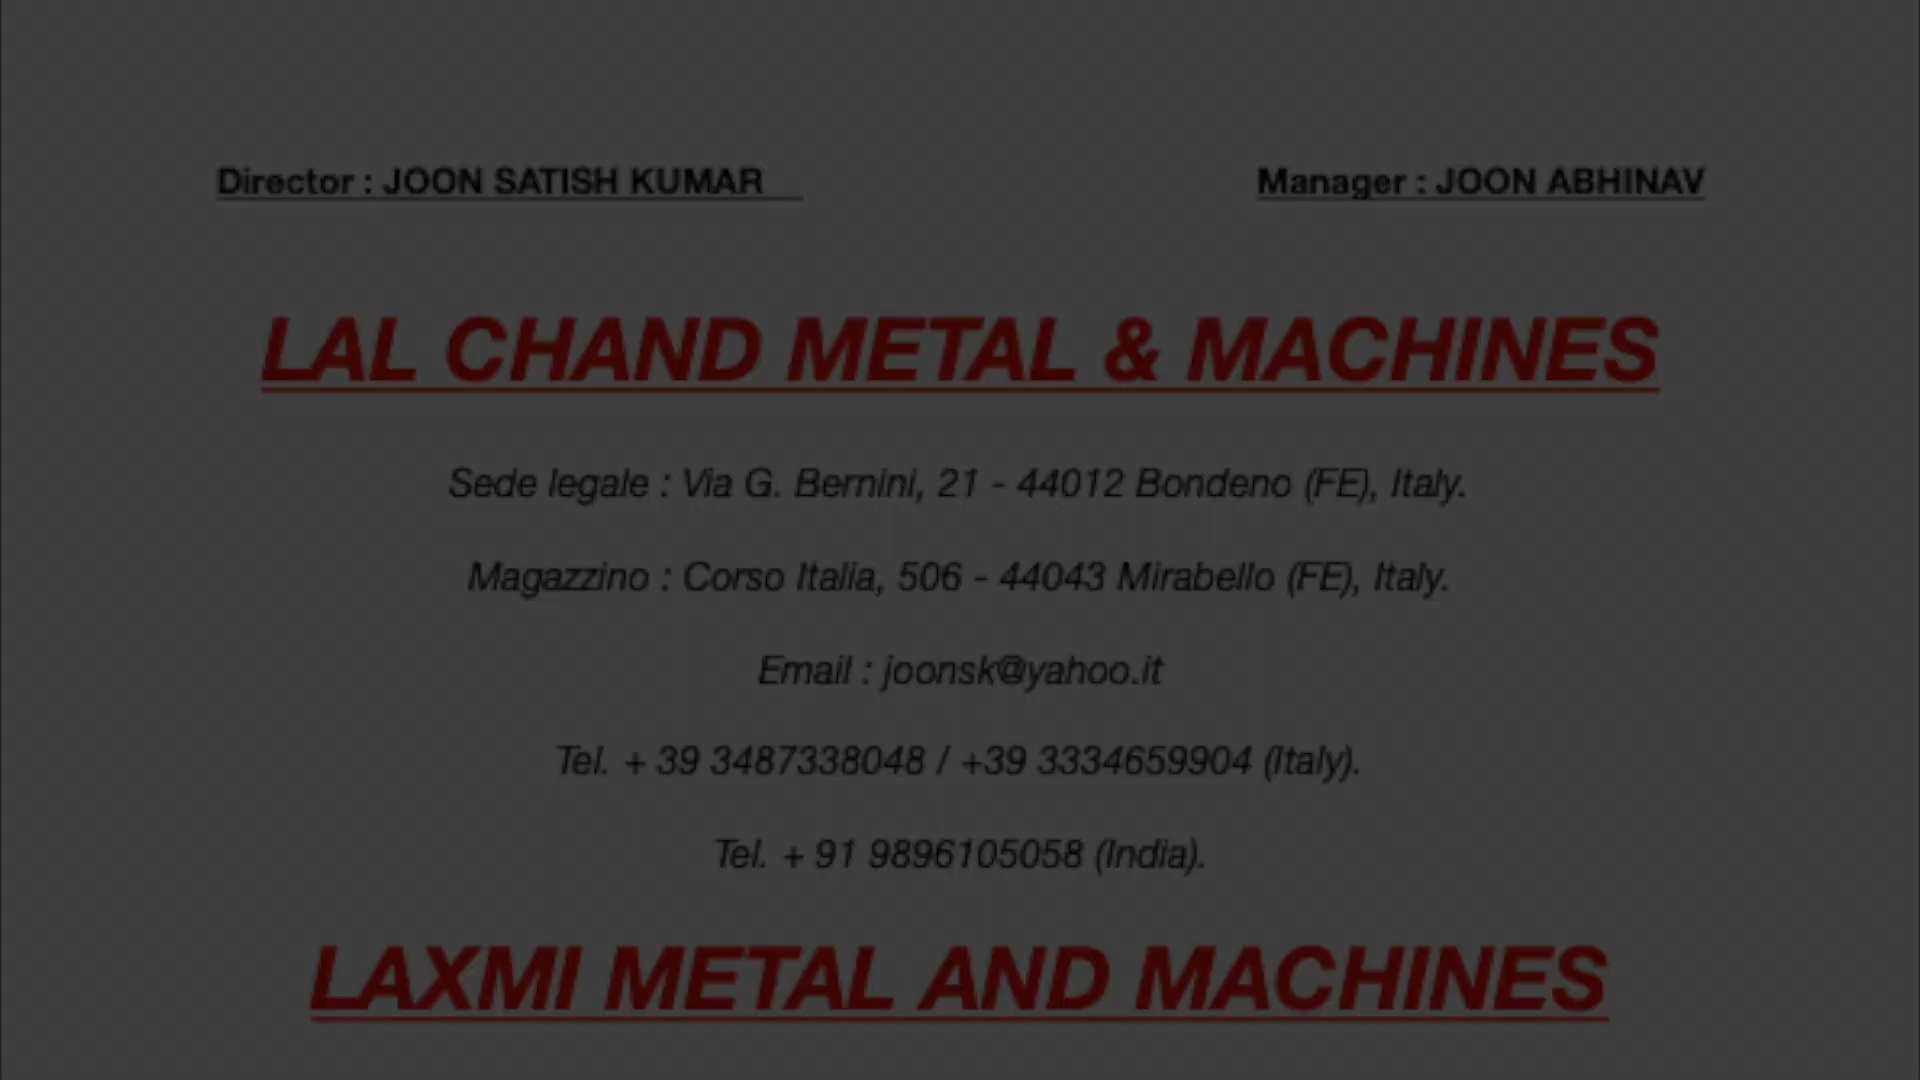 Director : JOON SATISH KUMAR
Manager : JOON ABHINAV
LAL CHAND METAL & MACHINES
Sede legale : Via G. Bernini, 21 - 44012 Bondeno (FE), Italy.
Magazzino : Corso Italia, 506 - 44043 Mirabello (FE), Italy.
Email : joonsk@yahoo.it
Tel. + 39 3487338048 / +39 3334659904 (Italy).
Tel. + 91 9896105058 (India).
LAXMI METAL AND MACHINES